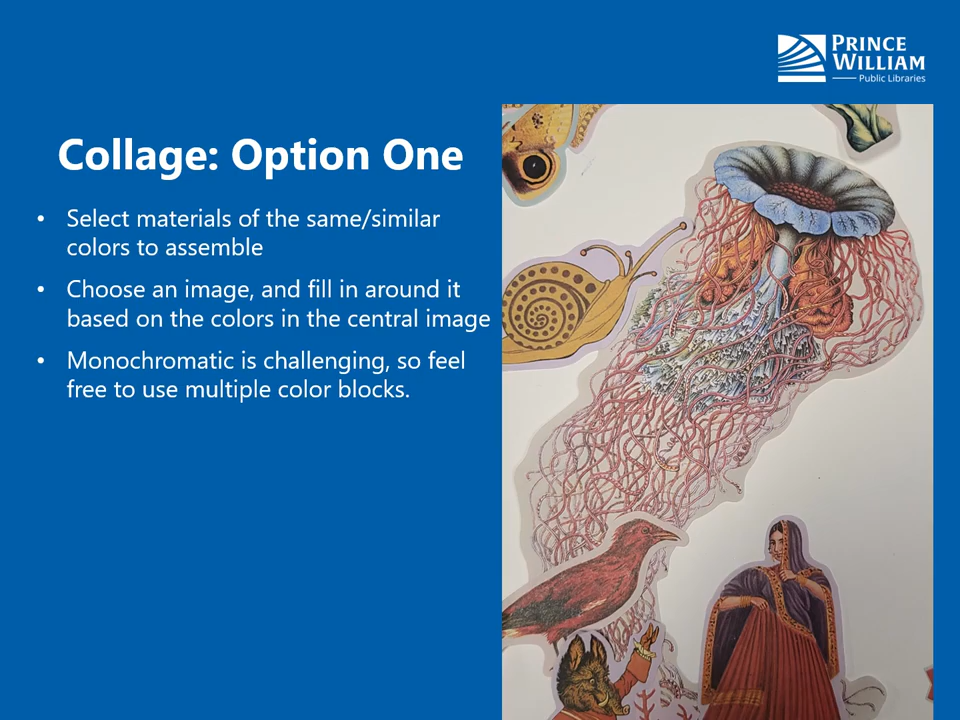 PRINCE
WILLIAM
Public Libraries
Collage: Option One
• Select materials of the same/similar
colors to assemble
• Choose an image, and fill in around it
based on the colors in the central image
• Monochromatic is challenging, so feel
free to use multiple color blocks.